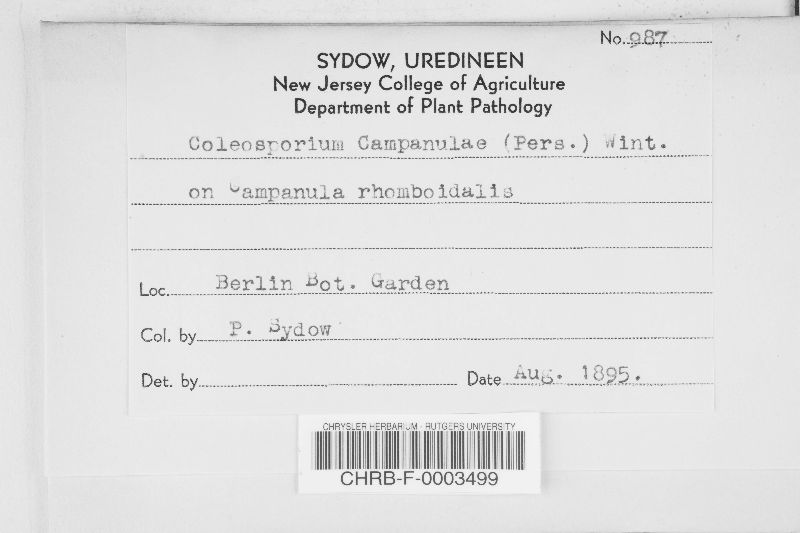 No. 987
SYDOW, UREDINEEN
New Jersey College of Agriculture
Department of Plant Pathology
Coleosporium Campanulae (Pers.) Wint.
on Campanula rhomboidalis
Loc. Berlin Bot. Garden
Col. by P. Sydow
Det. by Date Aug. 1895.
CHRYSLER HERBARIUM - RUTGERS UNIVERSITY
CHRB-F-0003499